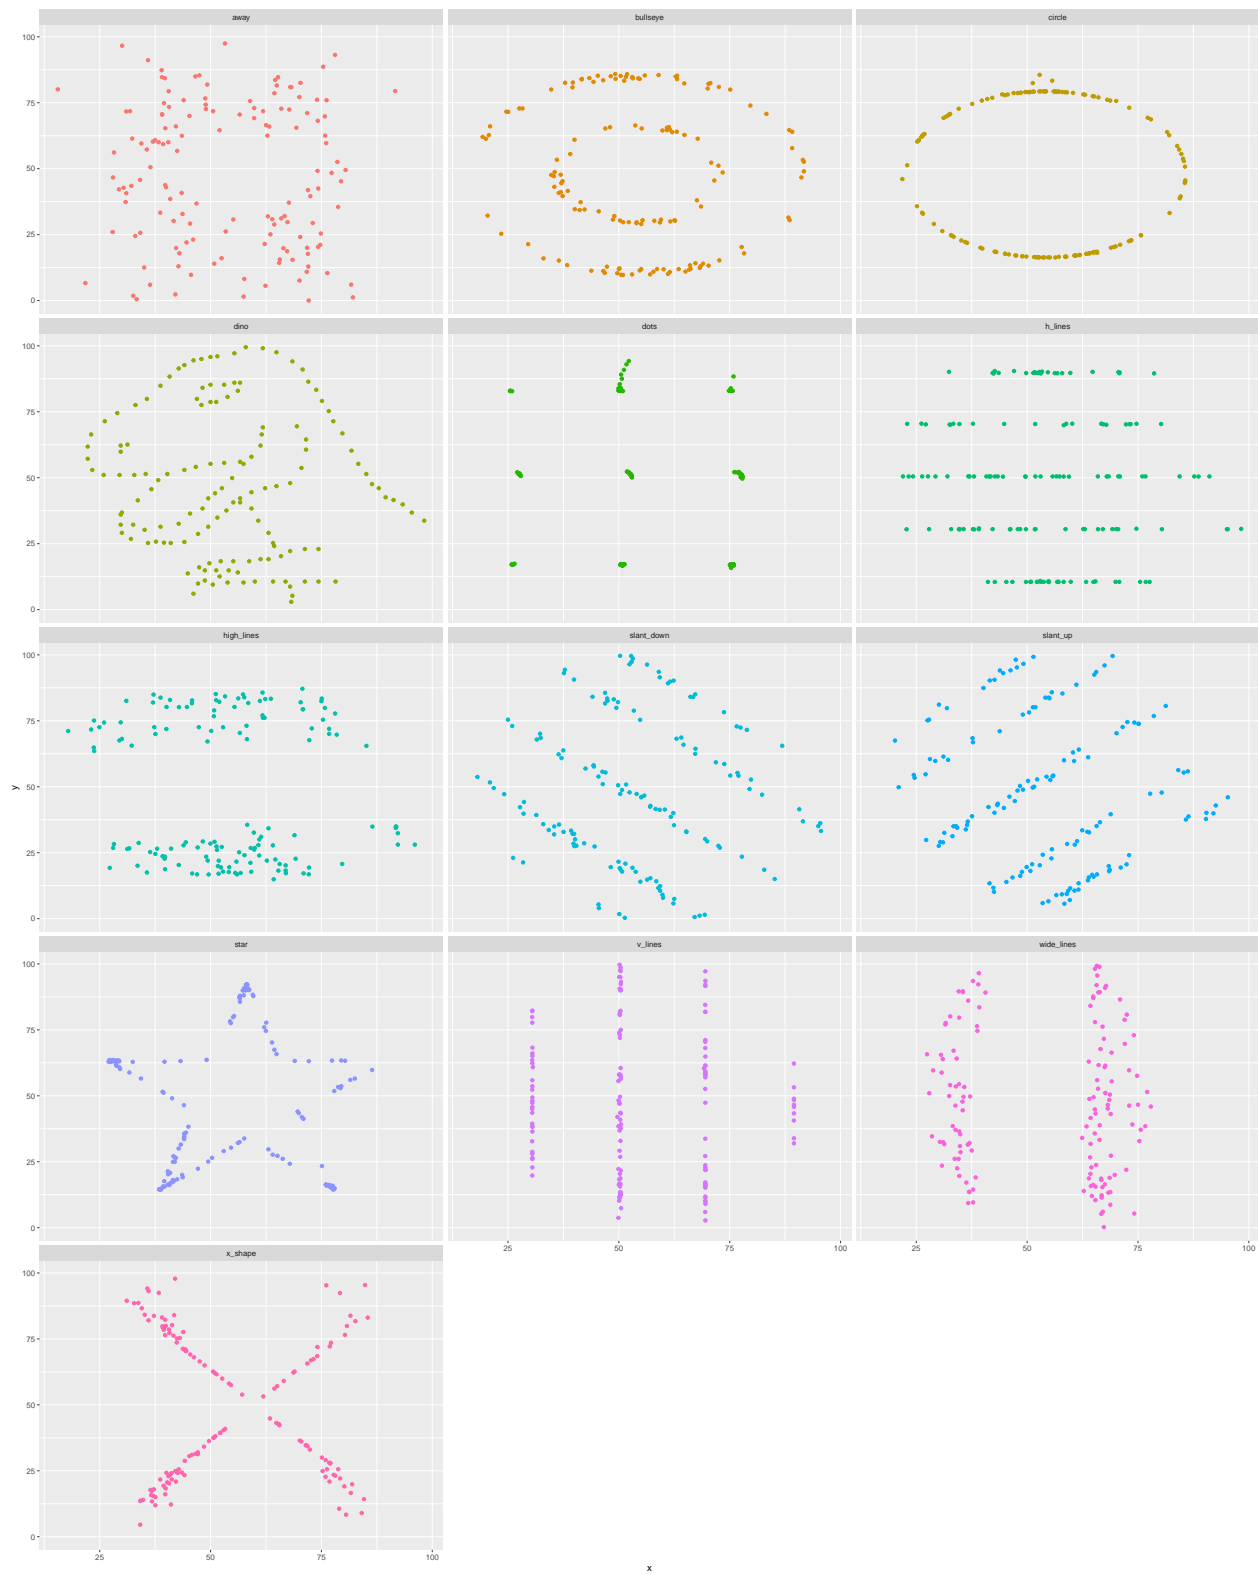 away bullseye circle
100
75
50
25
0
dino dots h_lines
100
75
50
25
0
high_lines slant_down slant_up
100
75
50
25
0
y
star v_lines wide_lines
100
75
50
25
0
25 50 75 100 25 50 75 100
x_shape
100
75
50
25
0
25 50 75 100
x